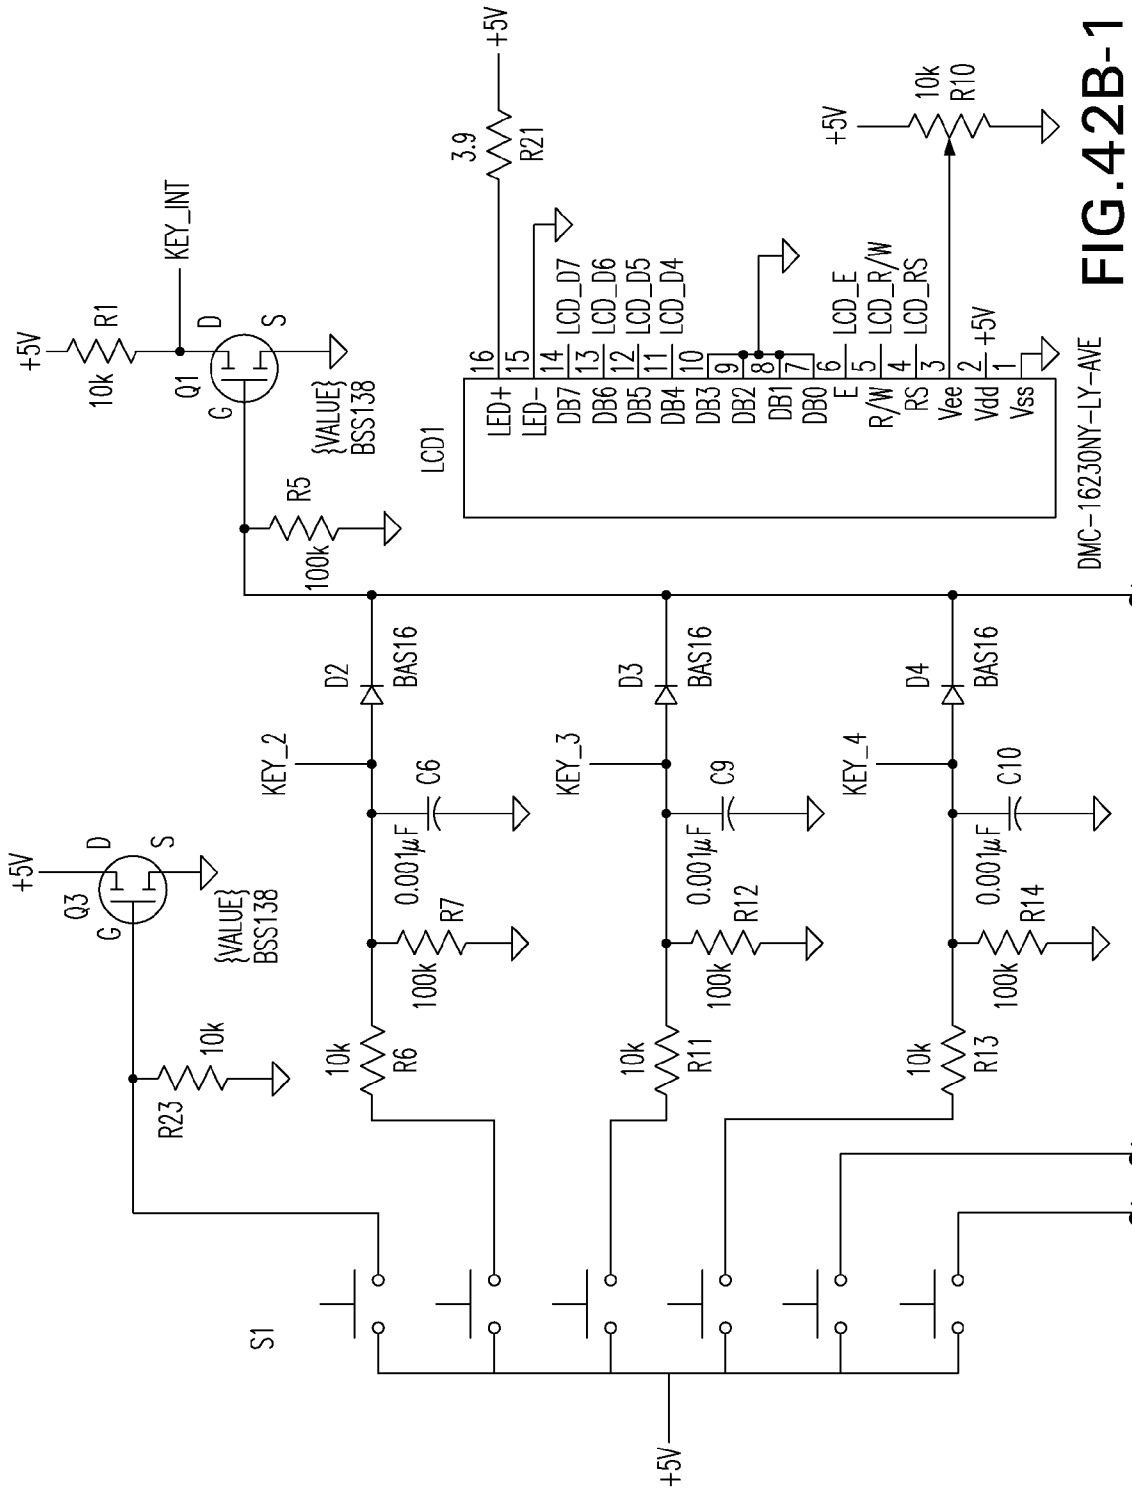 +5V
10k
R1
KEY_INT
D
S
G
Q1
{VALUE}
BSS138
R5
100k
+5V
3.9
R21
LCD1
LED+ 16
LED- 15
DB7 14 LCD_D7
DB6 13 LCD_D6
DB5 12 LCD_D5
DB4 11 LCD_D4
DB3 10
DB2 9
DB1 8
DB0 7
E 6 LCD_E
R/W 5 LCD_R/W
RS 4 LCD_RS
Vee 3
Vdd 2 +5V
Vss 1
DMC-16230NY-LY-AVE
+5V
10k
R10
+5V
D
S
Q3
G
{VALUE}
BSS138
10k
R23
KEY_2
D2
BAS16
C6
0.001µF
R7
100k
10k
R6
KEY_3
D3
BAS16
C9
0.001µF
R12
100k
10k
R11
KEY_4
D4
BAS16
C10
0.001µF
R14
100k
10k
R13
S1
+5V
FIG.42B-1